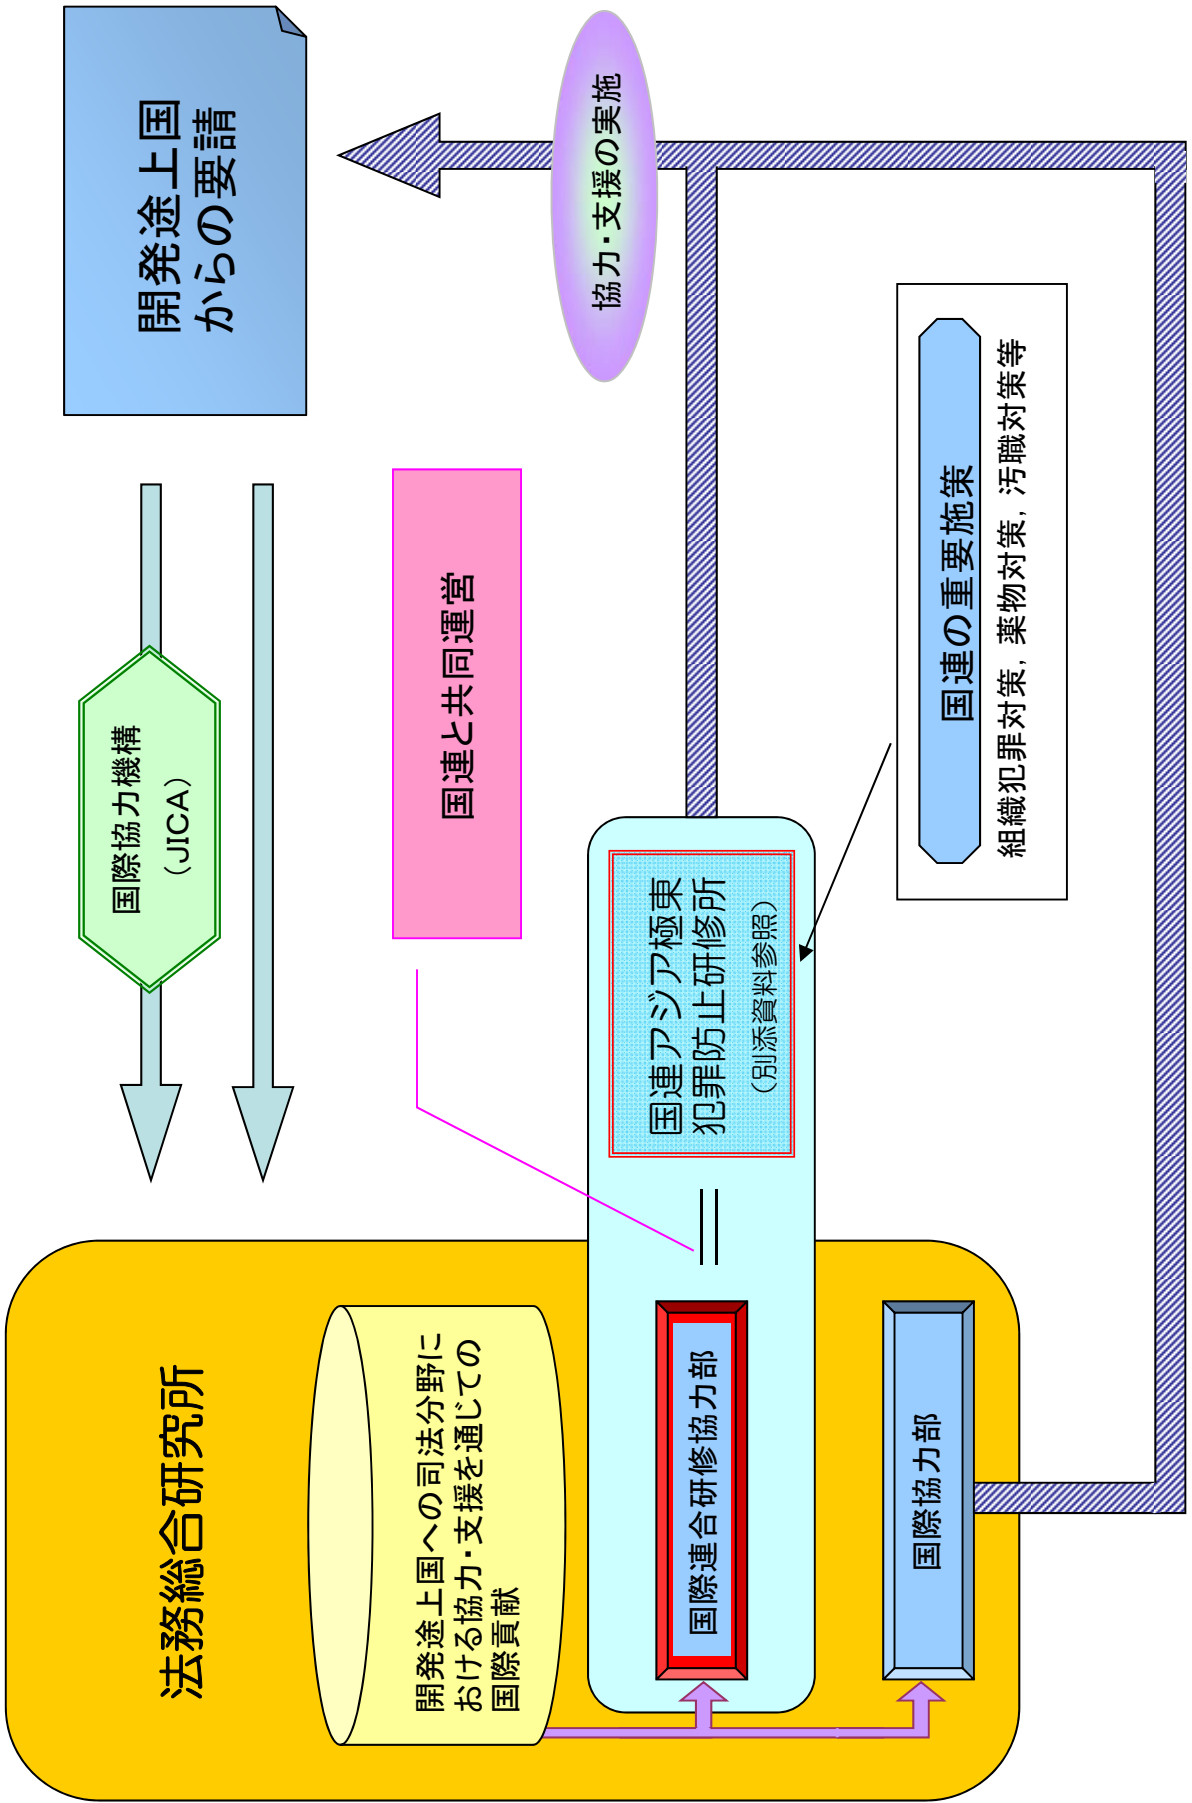 法務総合研究所
開発途上国への司法分野に
おける協力・支援を通じての
国際貢献
国際連合研修協力部
国際協力部
国際協力機構
（JICA）
開発途上国
からの要請
国連と共同運営
国連アジア極東
犯罪防止研修所
（別添資料参照）
協力・支援の実施
国連の重要施策
組織犯罪対策，薬物対策，汚職対策等